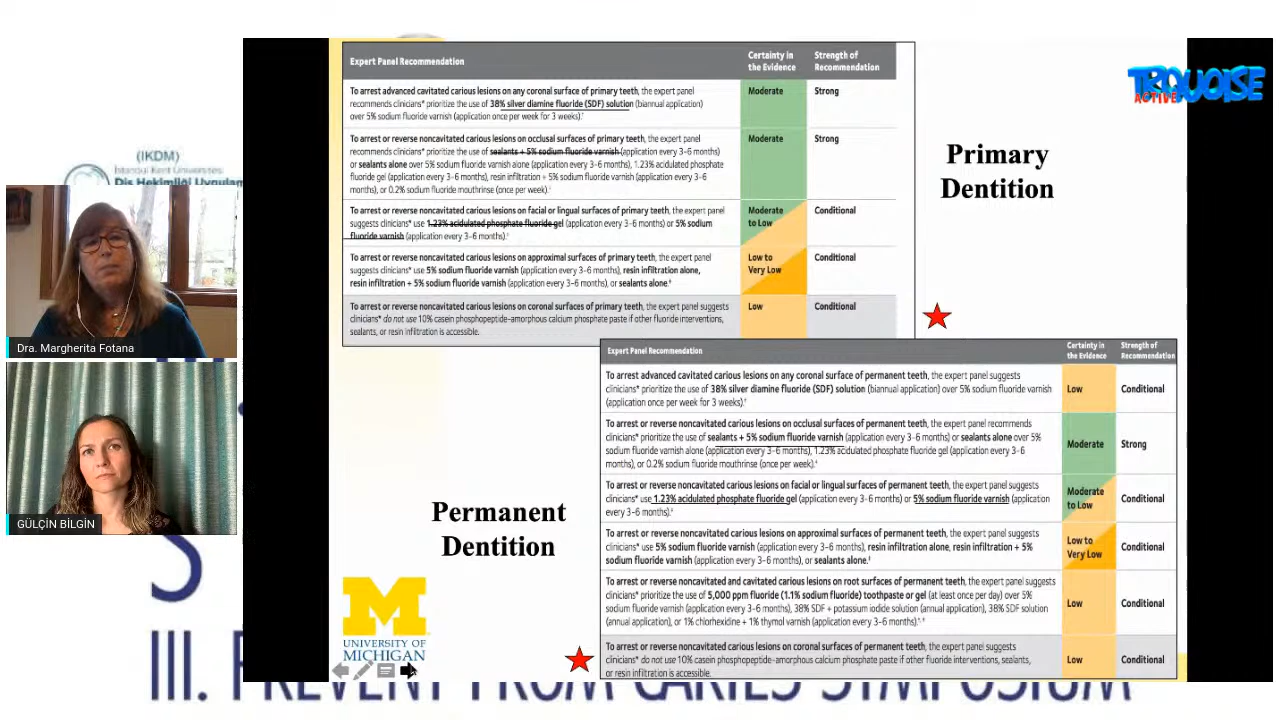 (IKDM)
İstanbul Kent Üniversitesi
Diş Hekimliği Uygulam
Dra. Margherita Fotana
GÜLÇİN BİLGİN
TRQUOISE
ACTIVE
Expert Panel Recommendation
Certainty in the Evidence
Strength of Recommendation
To arrest advanced cavitated carious lesions on any coronal surface of primary teeth, the expert panel
recommends clinicians* prioritize the use of 38% silver diamine fluoride (SDF) solution (biannual application)
over 5% sodium fluoride varnish (application once per week for 3 weeks).†
Moderate
Strong
To arrest or reverse noncavitated carious lesions on occlusal surfaces of primary teeth, the expert panel
recommends clinicians* prioritize the use of sealants + 5% sodium fluoride varnish (application every 3–6 months)
or sealants alone over 5% sodium fluoride varnish alone (application every 3–6 months), 1.23% acidulated phosphate
fluoride gel (application every 3–6 months), resin infiltration + 5% sodium fluoride varnish (application every 3–6
months), or 0.2% sodium fluoride mouthrinse (once per week).
Moderate
Strong
To arrest or reverse noncavitated carious lesions on facial or lingual surfaces of primary teeth, the expert panel
suggests clinicians* use 1.23% acidulated phosphate fluoride gel (application every 3–6 months) or 5% sodium
fluoride varnish (application every 3–6 months).
Moderate
to Low
Conditional
To arrest or reverse noncavitated carious lesions on approximal surfaces of primary teeth, the expert panel
suggests clinicians* use 5% sodium fluoride varnish (application every 3–6 months), resin infiltration alone,
resin infiltration + 5% sodium fluoride varnish (application every 3–6 months), or sealants alone.
Low to
Very Low
Conditional
To arrest or reverse noncavitated carious lesions on coronal surfaces of primary teeth, the expert panel suggests
clinicians* do not use 10% casein phosphopeptide–amorphous calcium phosphate paste if other fluoride interventions,
sealants, or resin infiltration is accessible.
Low
Conditional
Primary
Dentition
Expert Panel Recommendation
Certainty in
the Evidence
Strength of
Recommendation
To arrest advanced cavitated carious lesions on any coronal surface of permanent teeth, the expert panel suggests
clinicians* prioritize the use of 38% silver diamine fluoride (SDF) solution (biannual application) over 5% sodium fluoride varnish
(application once per week for 3 weeks).†
Low
Conditional
To arrest or reverse noncavitated carious lesions on occlusal surfaces of permanent teeth, the expert panel recommends
clinicians* prioritize the use of sealants + 5% sodium fluoride varnish (application every 3–6 months) or sealants alone over 5%
sodium fluoride varnish alone (application every 3–6 months), 1.23% acidulated phosphate fluoride gel (application every 3–6
months), or 0.2% sodium fluoride mouthrinse (once per week).
Moderate
Strong
To arrest or reverse noncavitated carious lesions on facial or lingual surfaces of permanent teeth, the expert panel suggests
clinicians* use 1.23% acidulated phosphate fluoride gel (application every 3–6 months) or 5% sodium fluoride varnish (application
every 3–6 months).
Moderate
to Low
Conditional
To arrest or reverse noncavitated carious lesions on approximal surfaces of permanent teeth, the expert panel suggests
clinicians* use 5% sodium fluoride varnish (application every 3–6 months), resin infiltration alone, resin infiltration + 5%
sodium fluoride varnish (application every 3–6 months), or sealants alone.
Low to
Very Low
Conditional
To arrest or reverse noncavitated and cavitated carious lesions on root surfaces of permanent teeth, the expert panel suggests
clinicians* prioritize the use of 5,000 ppm fluoride (1.1% sodium fluoride) toothpaste or gel (at least once per day) over 5%
sodium fluoride varnish (application every 3–6 months), 38% SDF + potassium iodide solution (annual application), 38% SDF solution
(annual application), or 1% chlorhexidine + 1% thymol varnish (application every 3–6 months).
Low
Conditional
To arrest or reverse noncavitated carious lesions on coronal surfaces of permanent teeth, the expert panel suggests
clinicians* do not use 10% casein phosphopeptide–amorphous calcium phosphate paste if other fluoride interventions, sealants,
or resin infiltration is accessible.
Low
Conditional
Permanent
Dentition
M
UNIVERSITY OF
MICHIGAN
III. PREVENT FROM CARIES SYMPOSIUM